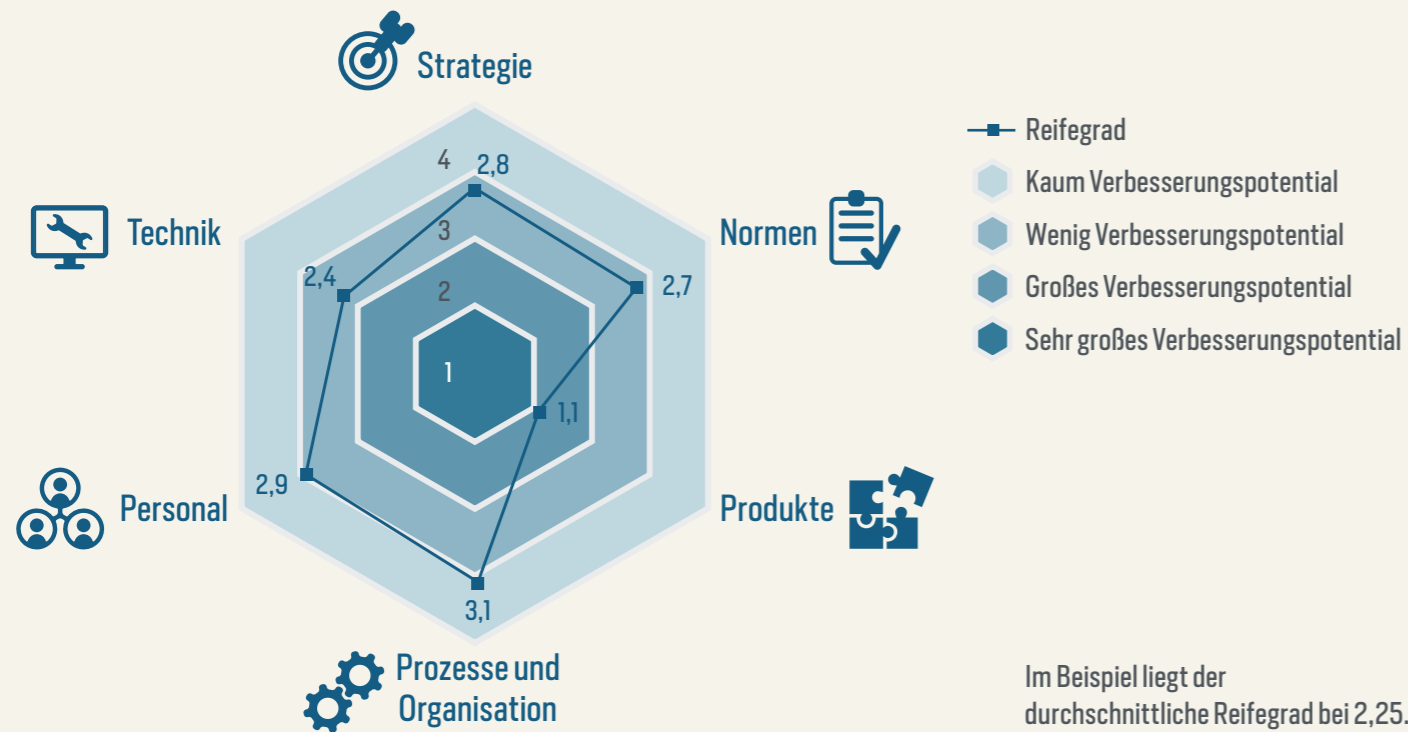 Strategie
4
2,8
Reifegrad
Kaum Verbesserungspotential
Technik
3
Normen
Wenig Verbesserungspotential
2,4
2
2,7
Großes Verbesserungspotential
Sehr großes Verbesserungspotential
1
1,1
2,9
Personal
Produkte
3,1
Prozesse und
Organisation
Im Beispiel liegt der
durchschnittliche Reifegrad bei 2,25.